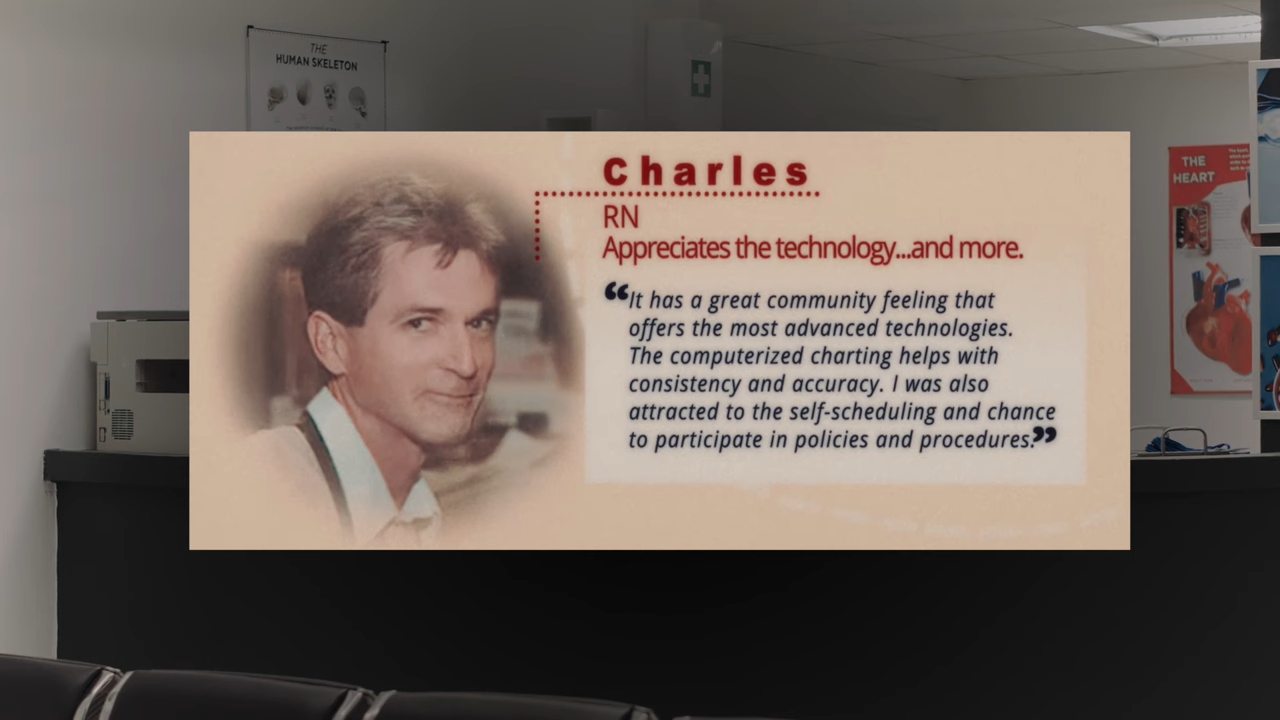 THE
HUMAN SKELETON
THE
HEART
Charles
RN
Appreciates the technology...and more.
“It has a great community feeling that
offers the most advanced technologies.
The computerized charting helps with
consistency and accuracy. I was also
attracted to the self-scheduling and chance
to participate in policies and procedures.”